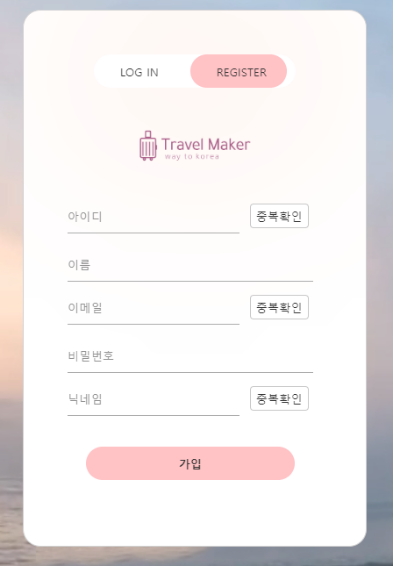 LOG IN REGISTER
Travel Maker
way to korea
아이디 중복확인
이름
이메일 중복확인
비밀번호
닉네임 중복확인
가입